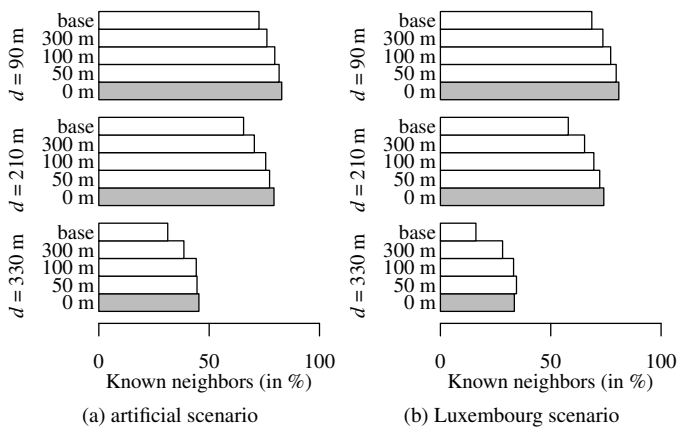 d = 90 m
base
300 m
100 m
50 m
0 m
d = 210 m
base
300 m
100 m
50 m
0 m
d = 330 m
base
300 m
100 m
50 m
0 m
0 50 100
Known neighbors (in %)
(a) artificial scenario
d = 90 m
base
300 m
100 m
50 m
0 m
d = 210 m
base
300 m
100 m
50 m
0 m
d = 330 m
base
300 m
100 m
50 m
0 m
0 50 100
Known neighbors (in %)
(b) Luxembourg scenario